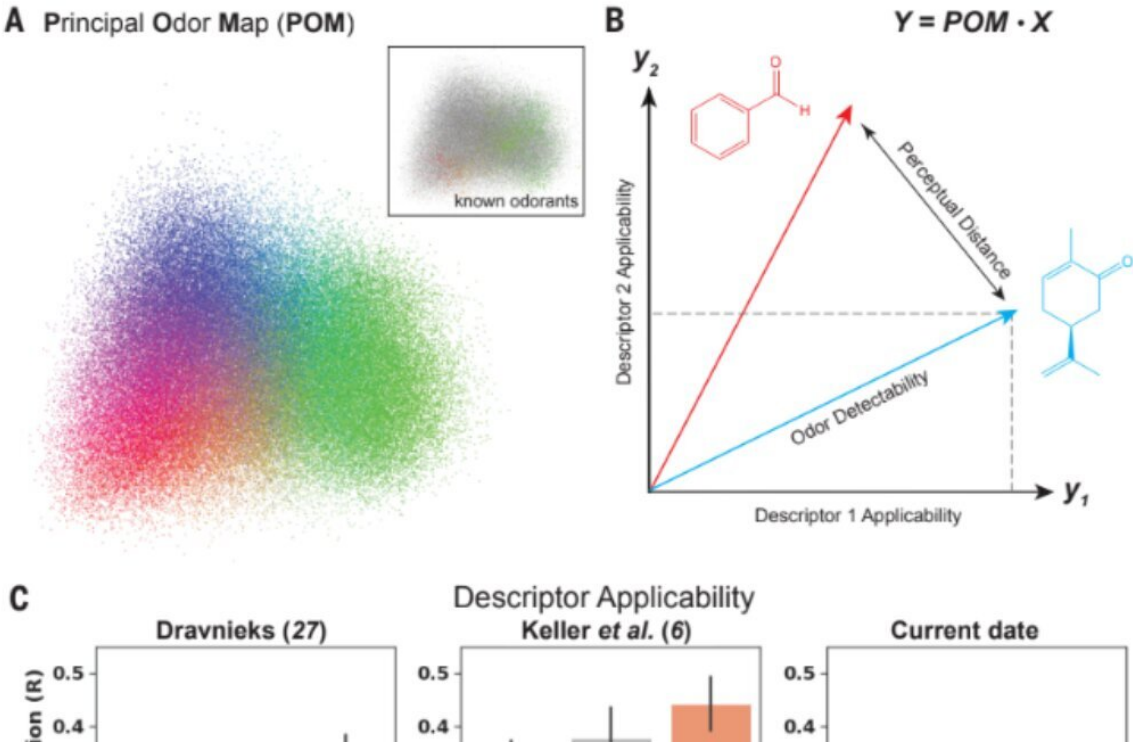 A Principal Odor Map (POM)
known odorants
B
Y = POM · X
y2
O
H
Descriptor 2 Applicability
Perceptual Distance
O
Odor Detectability
y1
Descriptor 1 Applicability
C
Descriptor Applicability
Dravnieks (27)
Keller et al. (6)
Current date
ion (R)
0.5
0.4
0.5
0.4
0.5
0.4